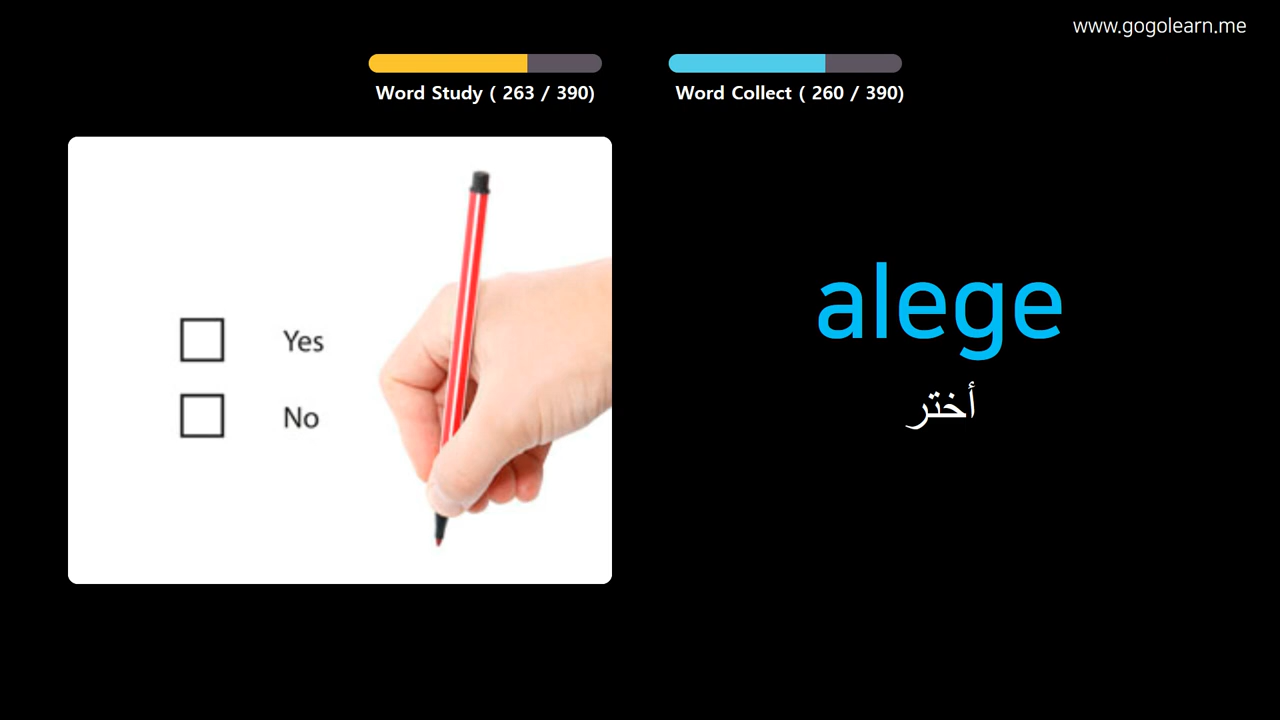 www.gogolearn.me
Word Study ( 263 / 390)
Word Collect ( 260 / 390)
Yes
No
alege
أختر